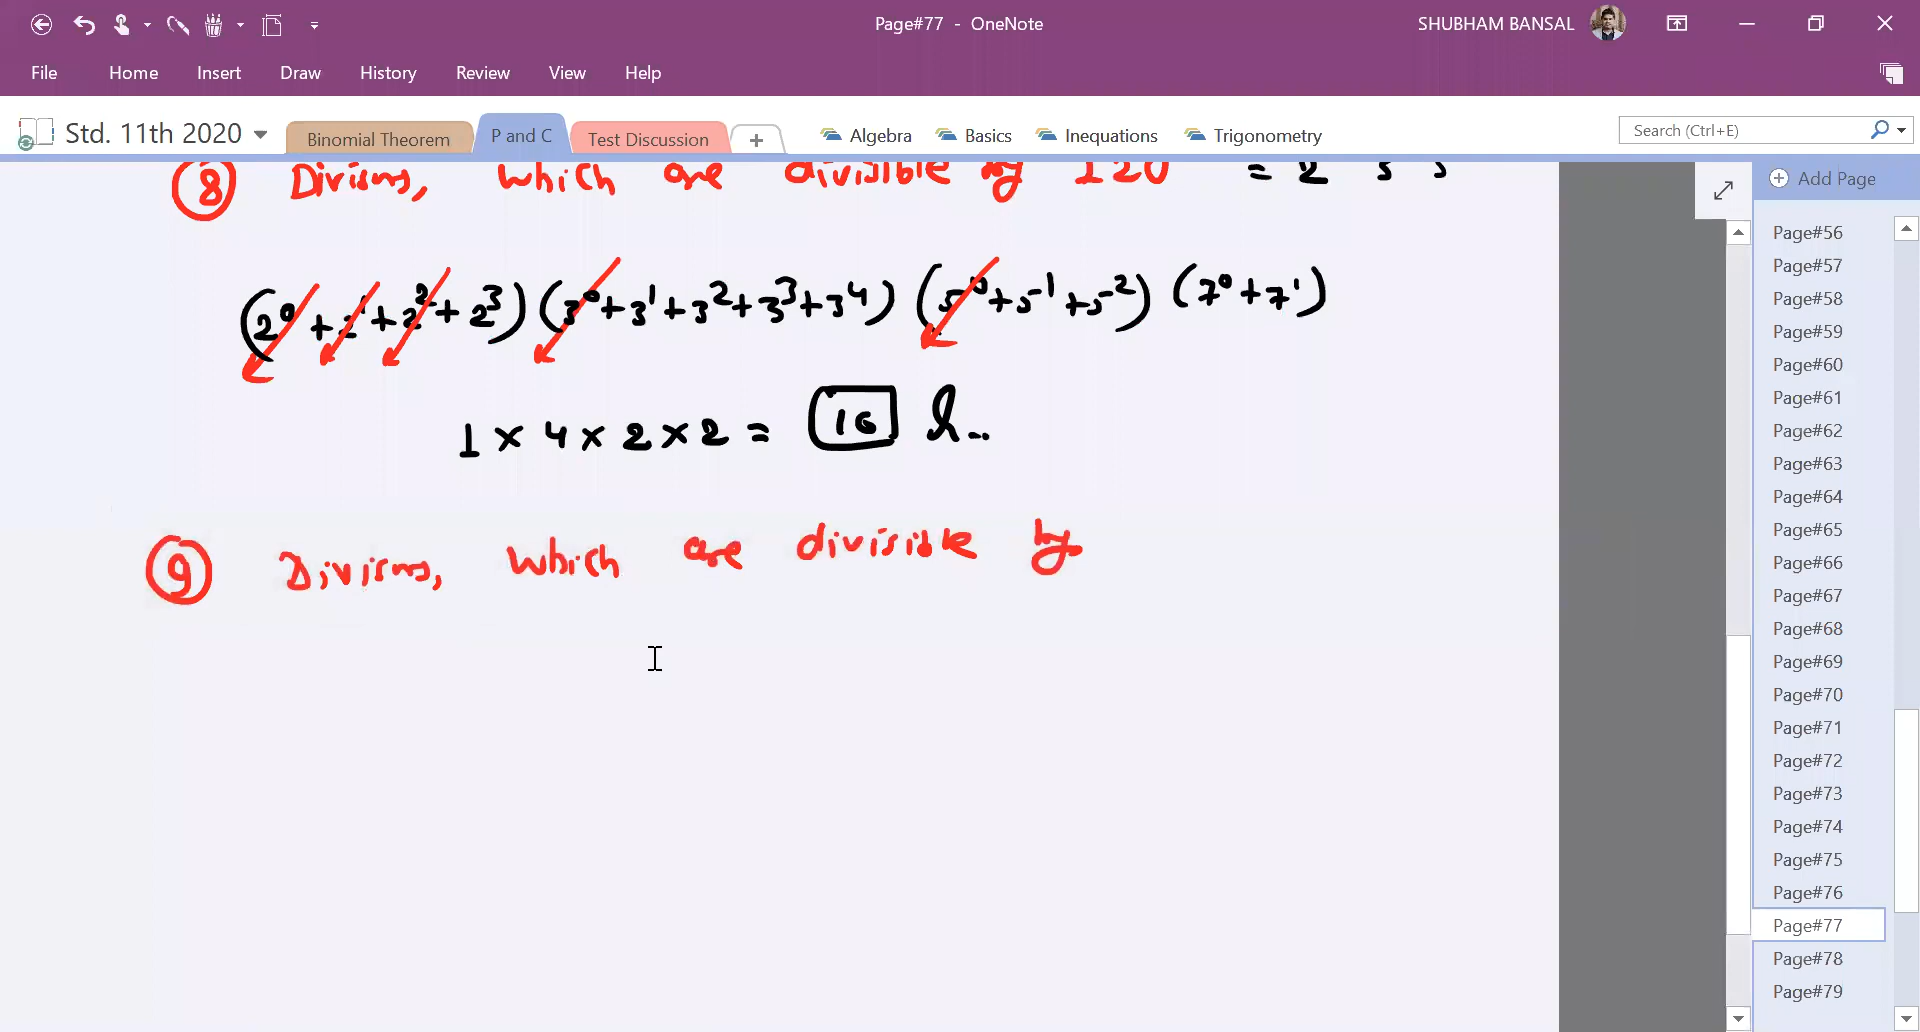 Page#77 - OneNote
SHUBHAM BANSAL
File Home Insert Draw History Review View Help
Std. 11th 2020
Binomial Theorem
P and C
Test Discussion
+
Algebra
Basics
Inequations
Trigonometry
Search (Ctrl+E)
Add Page
⑧ Divisors, which are divisible by 120 = 2
(2⁰ + 2¹ + 2² + 2³) (3⁰ + 3¹ + 3² + 3³ + 3⁴) (5⁰ + 5¹ + 5²) (7⁰ + 7¹)
1 × 4 × 2 × 2 = 16
⑨ Divisors, which are divisible by
Page#56
Page#57
Page#58
Page#59
Page#60
Page#61
Page#62
Page#63
Page#64
Page#65
Page#66
Page#67
Page#68
Page#69
Page#70
Page#71
Page#72
Page#73
Page#74
Page#75
Page#76
Page#77
Page#78
Page#79